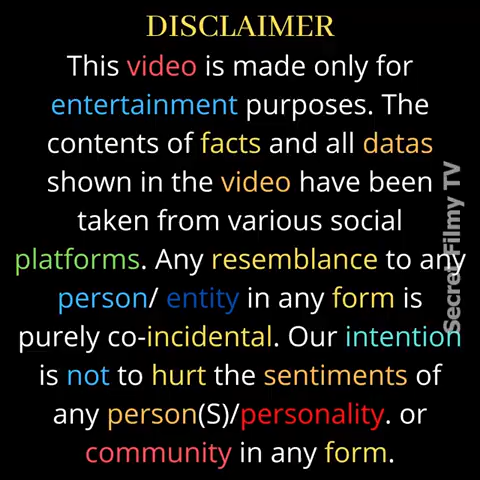 DISCLAIMER
This video is made only for
entertainment purposes. The
contents of facts and all datas
shown in the video have been
taken from various social
platforms. Any resemblance to any
person/ entity in any form is
purely co-incidental. Our intention
is not to hurt the sentiments of
any person(S)/personality. or
community in any form.
Secret Filmy TV